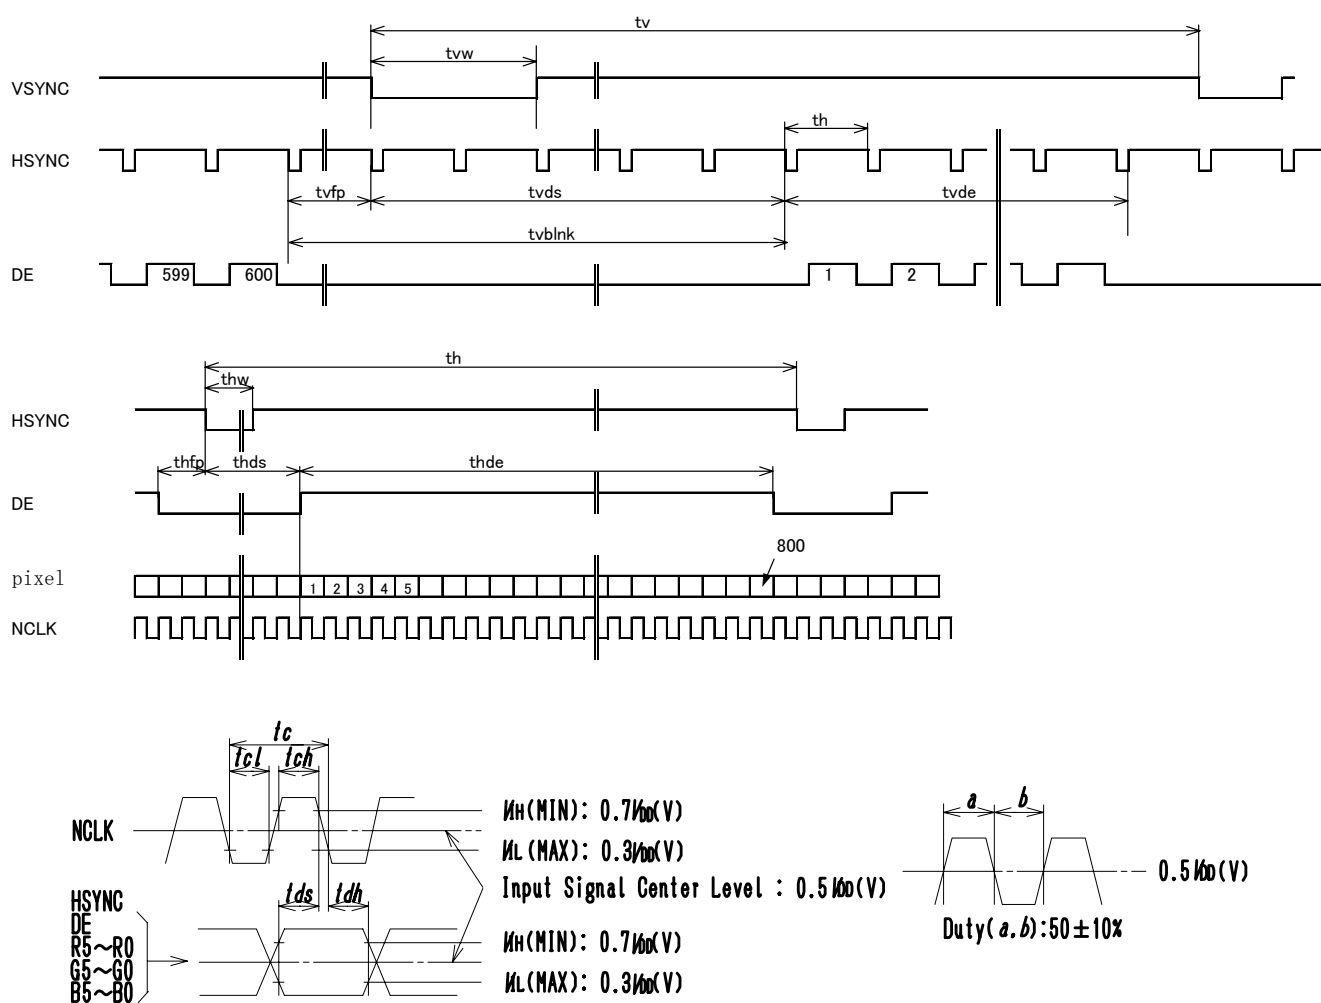 tv
tvw
VSYNC
th
HSYNC
tvfp
tvds
tvde
tvblnk
DE
599
600
1
2
th
thw
HSYNC
thfp
thds
thde
DE
800
pixel
1 2 3 4 5
NCLK
tc
tcl
tch
NCLK
VIH(MIN): 0.7VDD(V)
VIL(MAX): 0.3VDD(V)
Input Signal Center Level : 0.5VDD(V)
tds
tdh
HSYNC
DE
R5~R0
G5~G0
B5~B0
VIH(MIN): 0.7VDD(V)
VIL(MAX): 0.3VDD(V)
a
b
0.5VDD(V)
Duty(a.b):50±10%